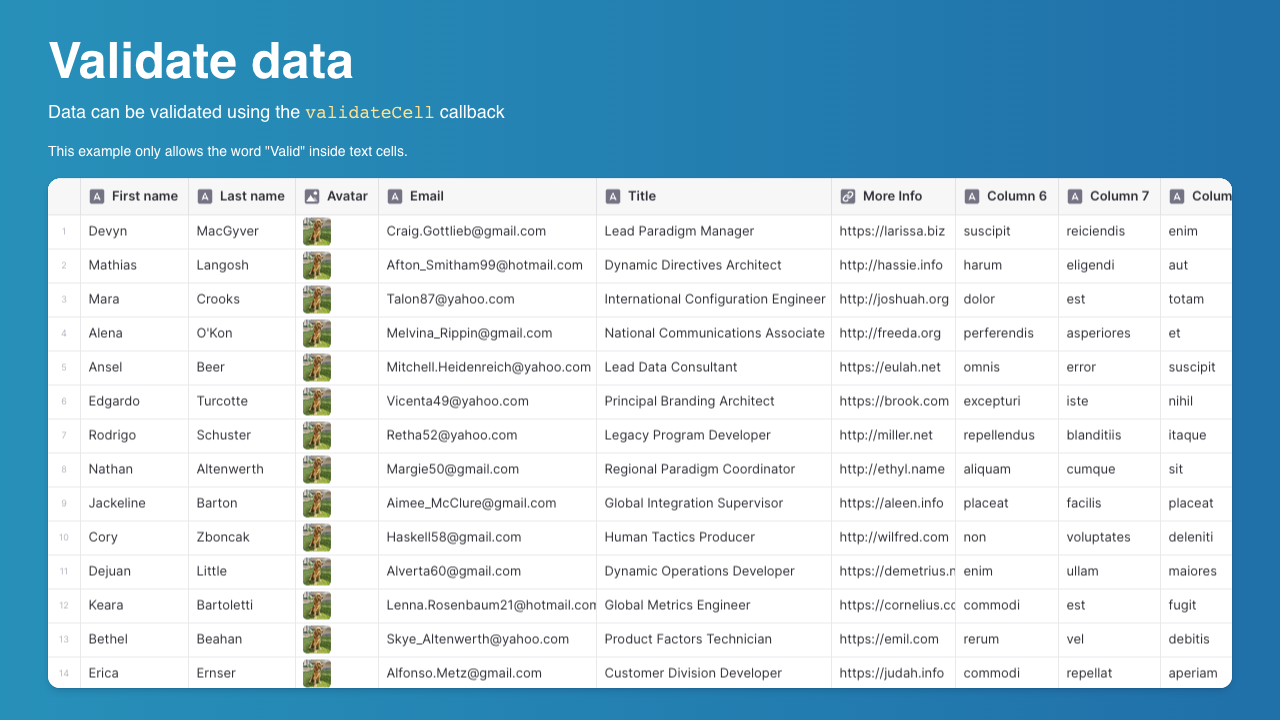 Validate data
Data can be validated using the validateCell callback
This example only allows the word "Valid" inside text cells.
First name Last name Avatar Email Title More Info Column 6 Column 7 Colum
1 Devyn MacGyver Craig.Gottlieb@gmail.com Lead Paradigm Manager https://larissa.biz suscipit reiciendis enim
2 Mathias Langosh Afton_Smitham99@hotmail.com Dynamic Directives Architect http://hassie.info harum eligendi aut
3 Mara Crooks Talon87@yahoo.com International Configuration Engineer http://joshuah.org dolor est totam
4 Alena O'Kon Melvina_Rippin@gmail.com National Communications Associate http://freeda.org perferendis asperiores et
5 Ansel Beer Mitchell.Heidenreich@yahoo.com Lead Data Consultant https://eulah.net omnis error suscipit
6 Edgardo Turcotte Vicenta49@yahoo.com Principal Branding Architect https://brook.com excepturi iste nihil
7 Rodrigo Schuster Retha52@yahoo.com Legacy Program Developer http://miller.net repellendus blanditiis itaque
8 Nathan Altenwerth Margie50@gmail.com Regional Paradigm Coordinator http://ethyl.name aliquam cumque sit
9 Jackeline Barton Aimee_McClure@gmail.com Global Integration Supervisor https://aleen.info placeat facilis placeat
10 Cory Zboncak Haskell58@gmail.com Human Tactics Producer http://wilfred.com non voluptates deleniti
11 Dejuan Little Alverta60@gmail.com Dynamic Operations Developer https://demetrius.n enim ullam maiores
12 Keara Bartoletti Lenna.Rosenbaum21@hotmail.com Global Metrics Engineer https://cornelius.co commodi est fugit
13 Bethel Beahan Skye_Altenwerth@yahoo.com Product Factors Technician https://emil.com rerum vel debitis
14 Erica Ernser Alfonso.Metz@gmail.com Customer Division Developer https://judah.info commodi repellat aperiam